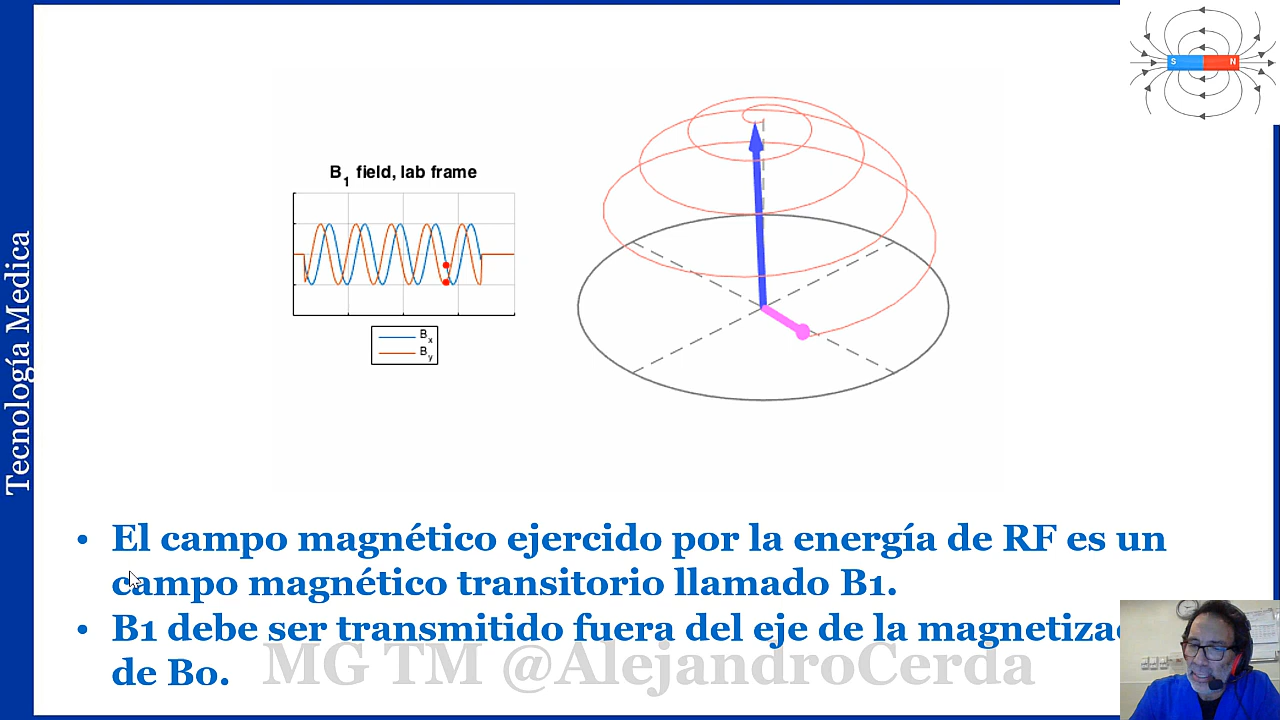 S N
B1 field, lab frame
Bx
By
Tecnología Medica
• El campo magnético ejercido por la energía de RF es un
campo magnético transitorio llamado B1.
• B1 debe ser transmitido fuera del eje de la
de Bo.
MG TM @AlejandroCerda